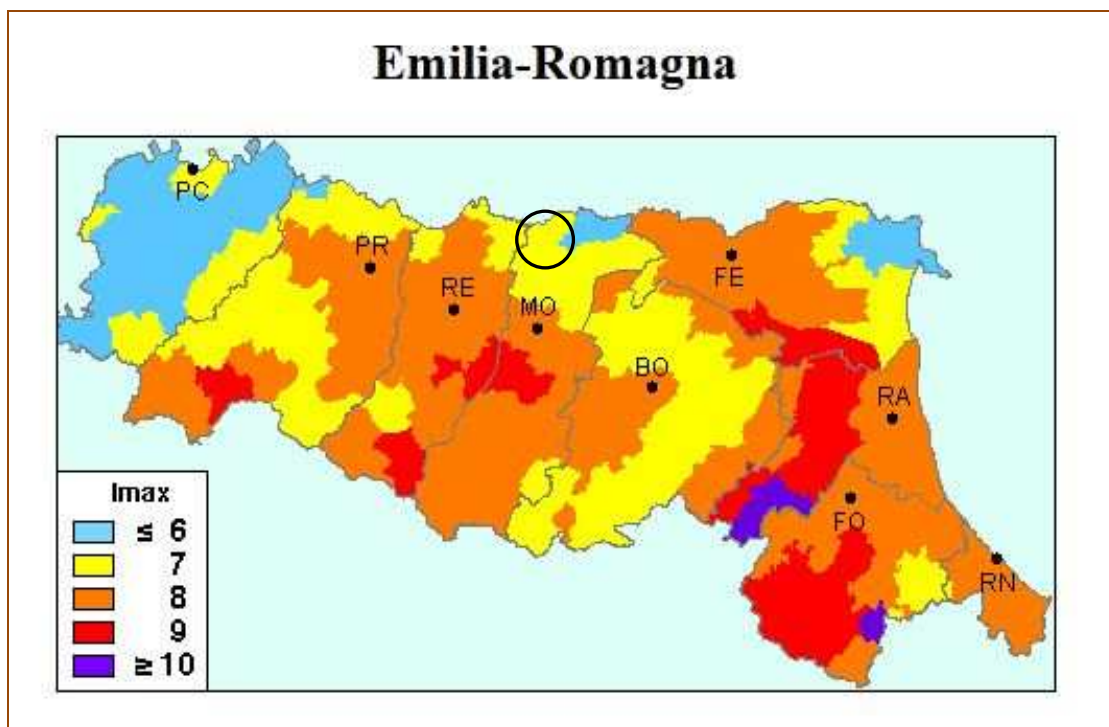 Emilia-Romagna
PC
PR
RE
MO
FE
BO
RA
FO
RN
Imax
≤ 6
7
8
9
≥ 10